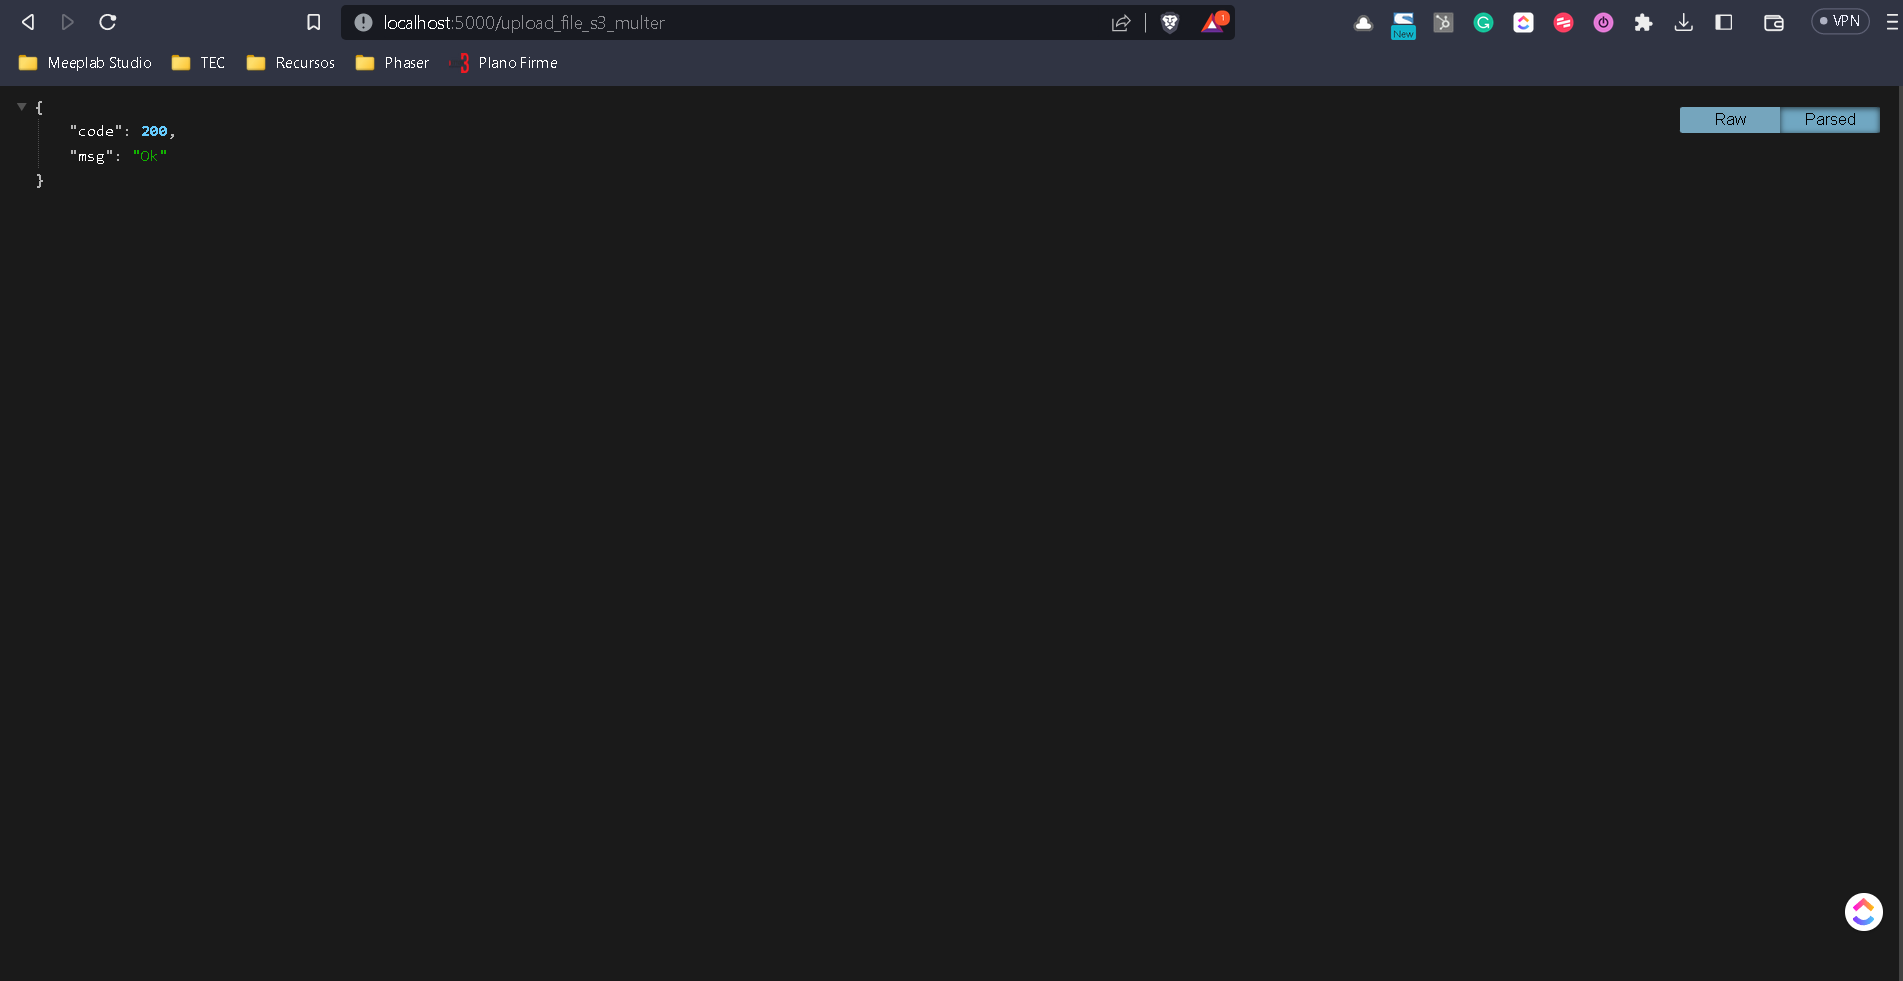 localhost:5000/upload_file_s3_multer
1
New
VPN
Meeplab Studio TEC Recursos Phaser Plano Firme
{
"code": 200,
"msg": "Ok"
}
Raw Parsed